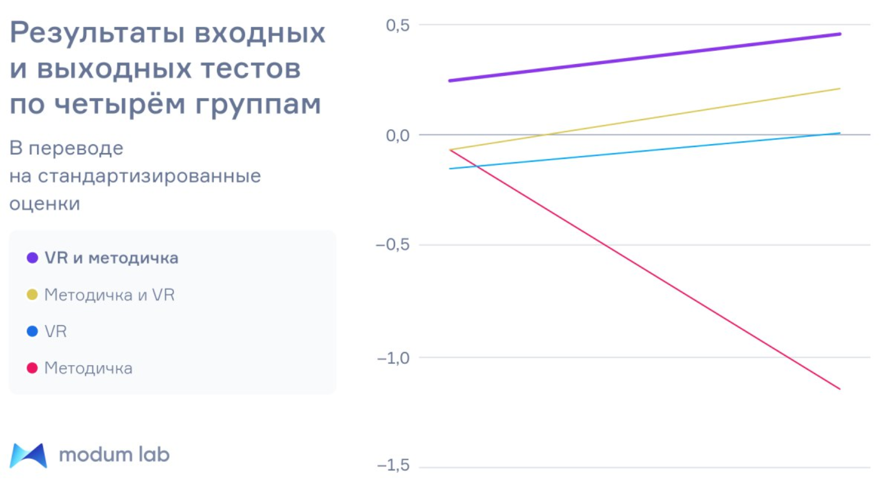 Результаты входных
и выходных тестов
по четырём группам
В переводе
на стандартизированные
оценки
VR и методичка
Методичка и VR
VR
Методичка
modum lab
0,5
0,0
–0,5
–1,0
–1,5